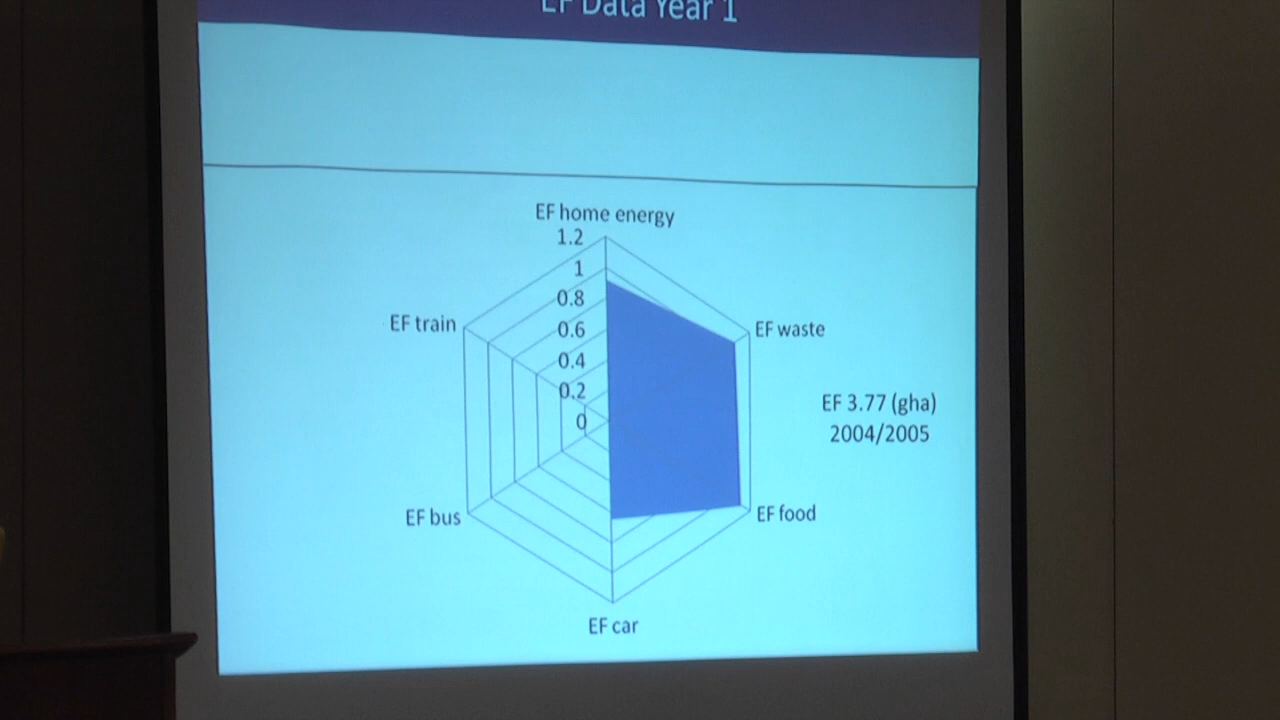 EF Data Year 1
EF home energy
1.2
1
0.8
0.6
0.4
0.2
0
EF train
EF waste
EF 3.77 (gha)
2004/2005
EF bus
EF food
EF car